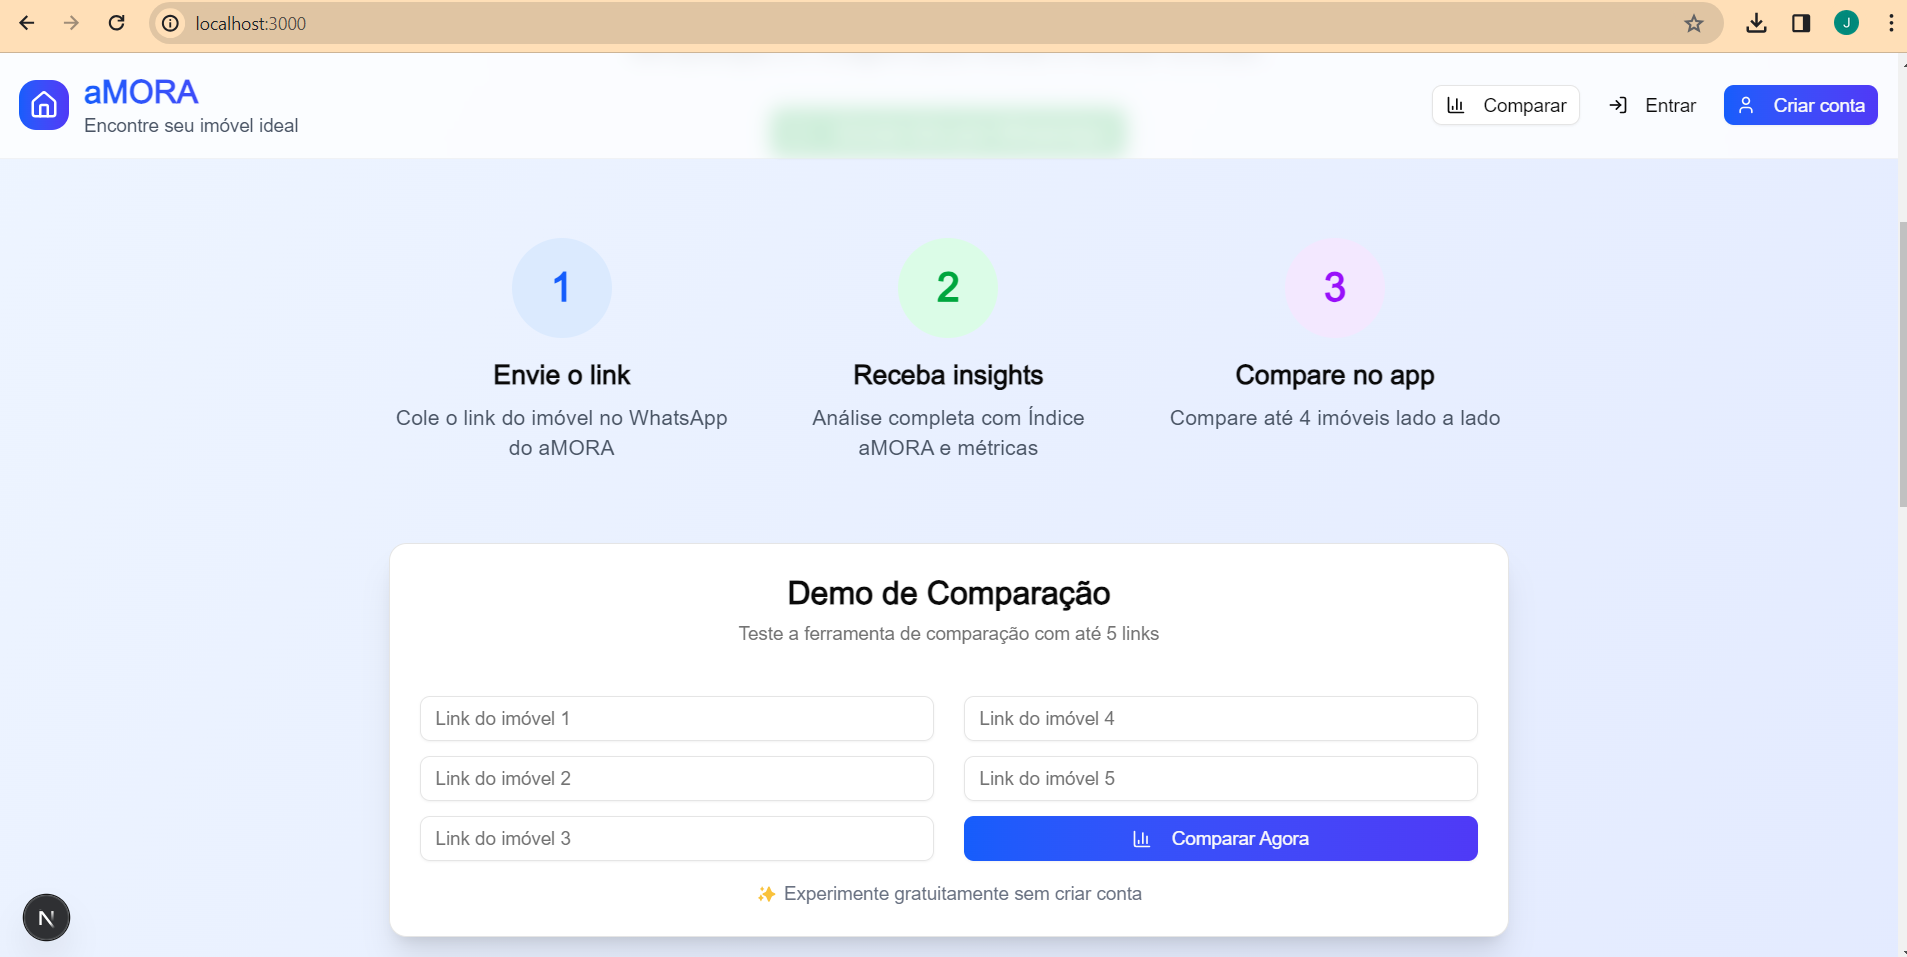 localhost:3000
J
aMORA
Encontre seu imóvel ideal
Comparar
Entrar
Criar conta
1
2
3
Envie o link
Receba insights
Compare no app
Cole o link do imóvel no WhatsApp
do aMORA
Análise completa com Índice
aMORA e métricas
Compare até 4 imóveis lado a lado
Demo de Comparação
Teste a ferramenta de comparação com até 5 links
Link do imóvel 1
Link do imóvel 4
Link do imóvel 2
Link do imóvel 5
Link do imóvel 3
Comparar Agora
✨ Experimente gratuitamente sem criar conta
N